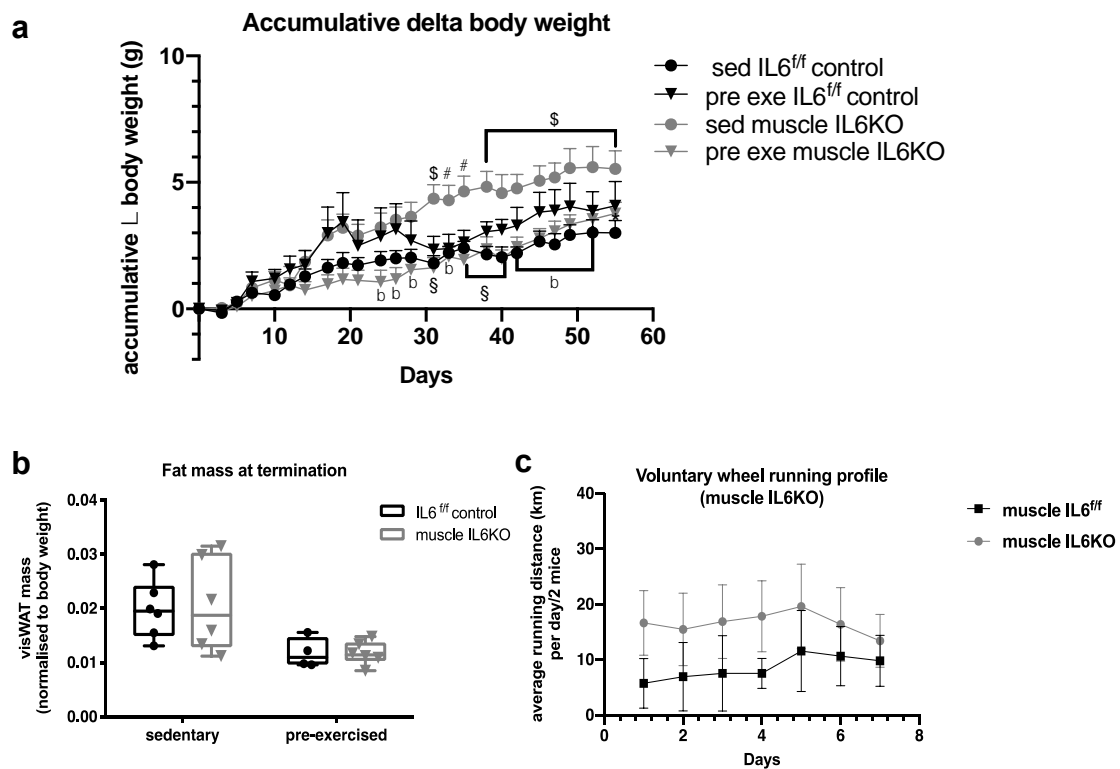 a
Accumulative delta body weight
accumulative L body weight (g)
10
5
0
10
20
30
40
50
60
Days
sed IL6f/f control
pre exe IL6f/f control
sed muscle IL6KO
pre exe muscle IL6KO
$
$
#
#
b
b
b
§
b
§
b
b
Fat mass at termination
visWAT mass
(normalised to body weight)
0.04
0.03
0.02
0.01
0.00
sedentary
pre-exercised
IL6 f/f control
muscle IL6KO
c
Voluntary wheel running profile
(muscle IL6KO)
average running distance (km)
per day/2 mice
40
30
20
10
0
0
2
4
6
8
Days
muscle IL6f/f
muscle IL6KO